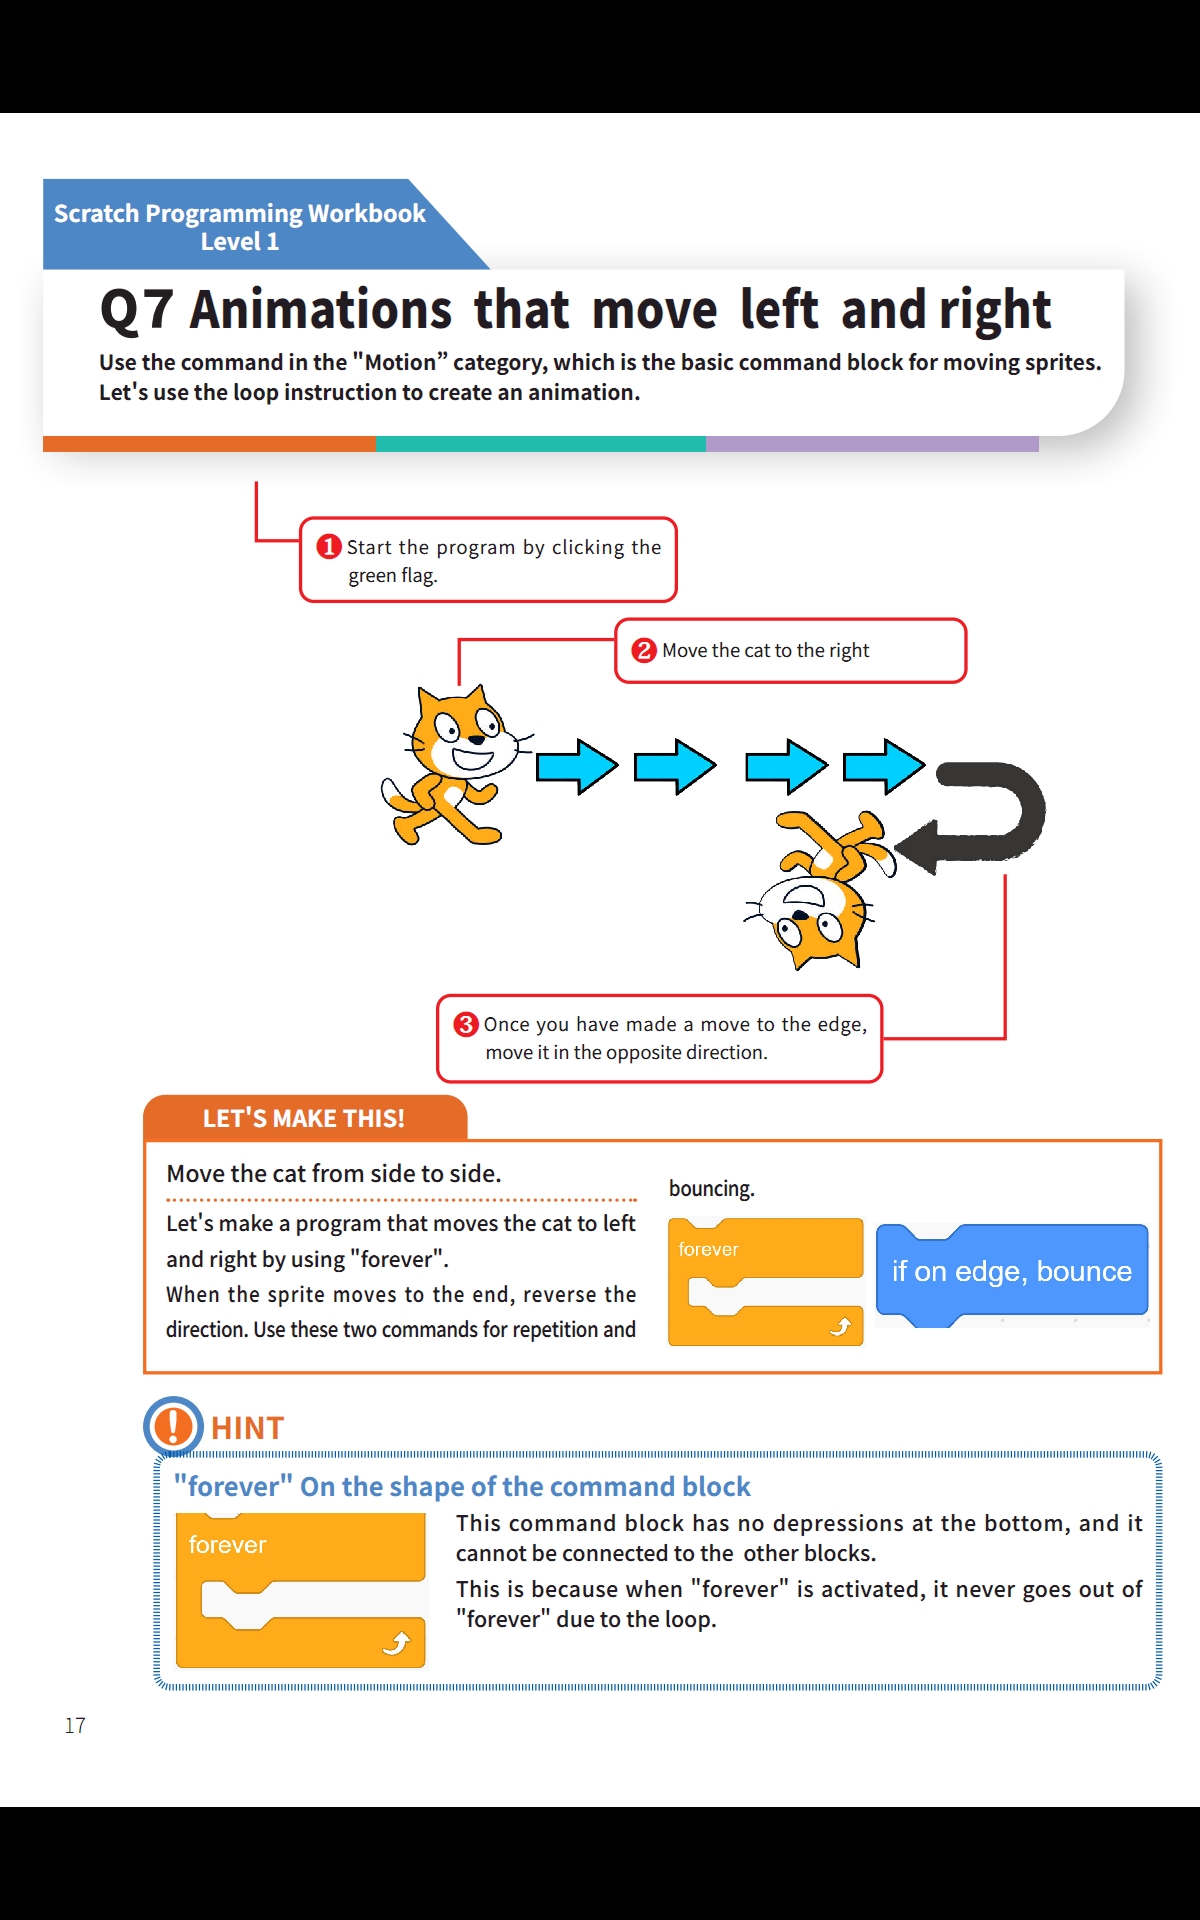 Scratch Programming Workbook
Level 1
Q7 Animations that move left and right
Use the command in the "Motion” category, which is the basic command block for moving sprites.
Let's use the loop instruction to create an animation.
1 Start the program by clicking the
green flag.
2 Move the cat to the right
3 Once you have made a move to the edge,
move it in the opposite direction.
LET'S MAKE THIS!
Move the cat from side to side.
Let's make a program that moves the cat to left
and right by using "forever".
When the sprite moves to the end, reverse the
direction. Use these two commands for repetition and
bouncing.
forever
if on edge, bounce
HINT
"forever" On the shape of the command block
forever
This command block has no depressions at the bottom, and it
cannot be connected to the other blocks.
This is because when "forever" is activated, it never goes out of
"forever" due to the loop.
17